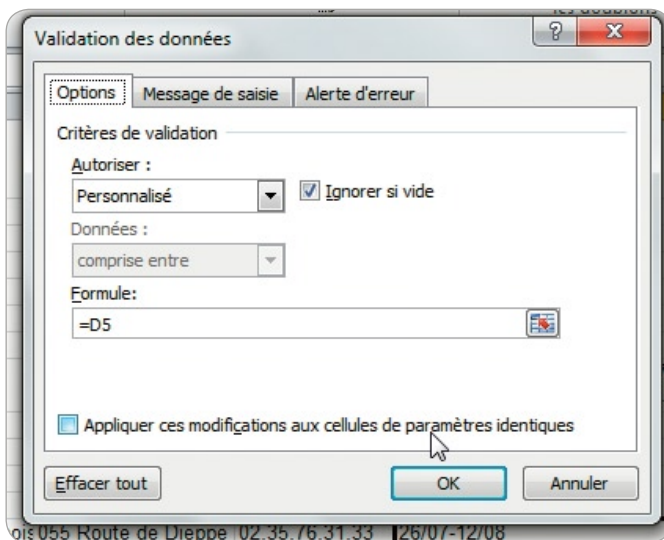 les doublons
Validation des données
Options Message de saisie Alerte d'erreur
Critères de validation
Autoriser :
Personnalisé Ignorer si vide
Données :
comprise entre
Formule:
=D5
Appliquer ces modifications aux cellules de paramètres identiques
Effacer tout OK Annuler
055 Route de Dieppe 02.35.76.31.33 26/07-12/08